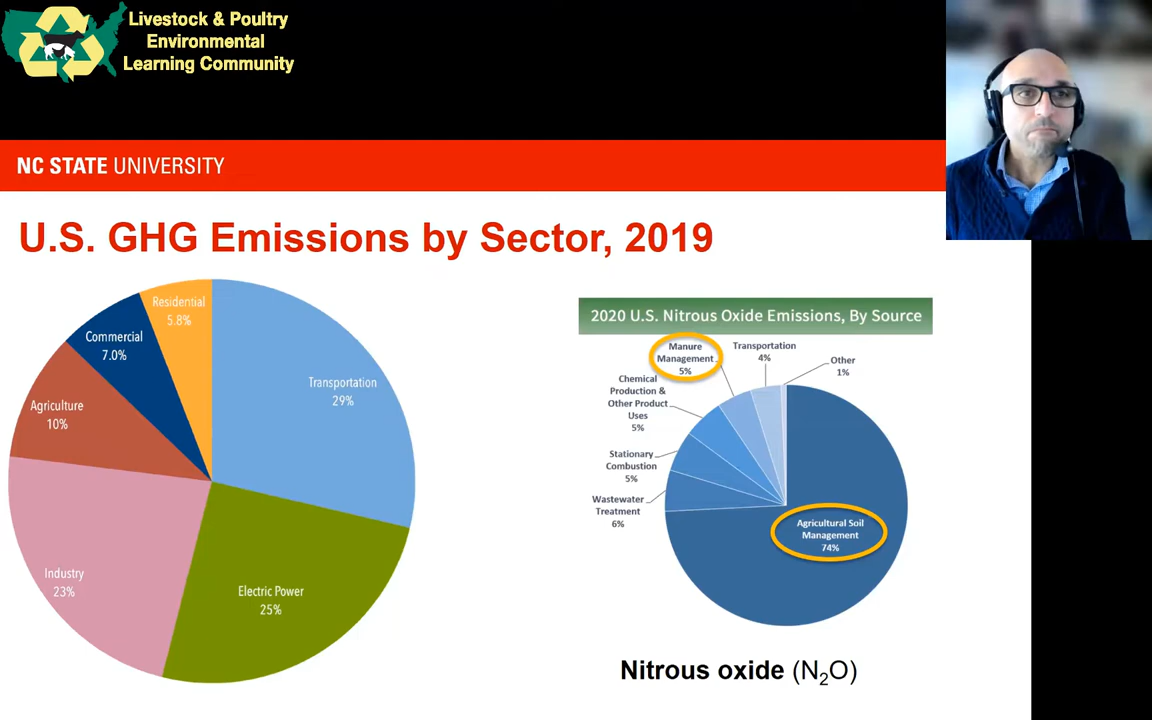 Livestock & Poultry
Environmental
Learning Community
NC STATE UNIVERSITY
U.S. GHG Emissions by Sector, 2019
Residential
5.8%
Commercial
7.0%
Transportation
29%
Agriculture
10%
Industry
23%
Electric Power
25%
2020 U.S. Nitrous Oxide Emissions, By Source
Manure
Management
5%
Transportation
4%
Other
1%
Chemical
Production &
Other Product
Uses
5%
Stationary
Combustion
5%
Wastewater
Treatment
6%
Agricultural Soil
Management
74%
Nitrous oxide (N₂O)